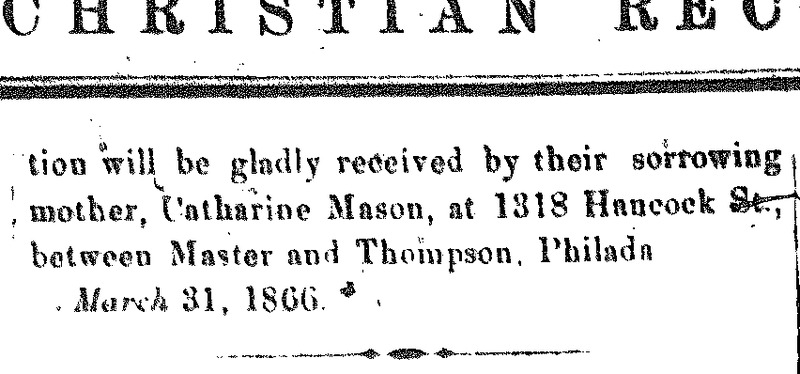 CHRISTIAN REC
tion will be gladly received by their sorrowing
mother, Catharine Mason, at 1318 Hancock St.,
between Master and Thompson, Philada
March 31, 1866.